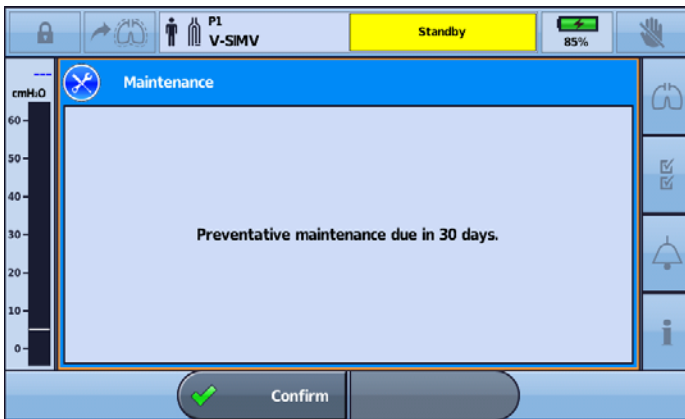 P1
V-SIMV
Standby
85%
---
cmH₂O
Maintenance
60
50
40
30
20
10
0
Preventative maintenance due in 30 days.
Confirm